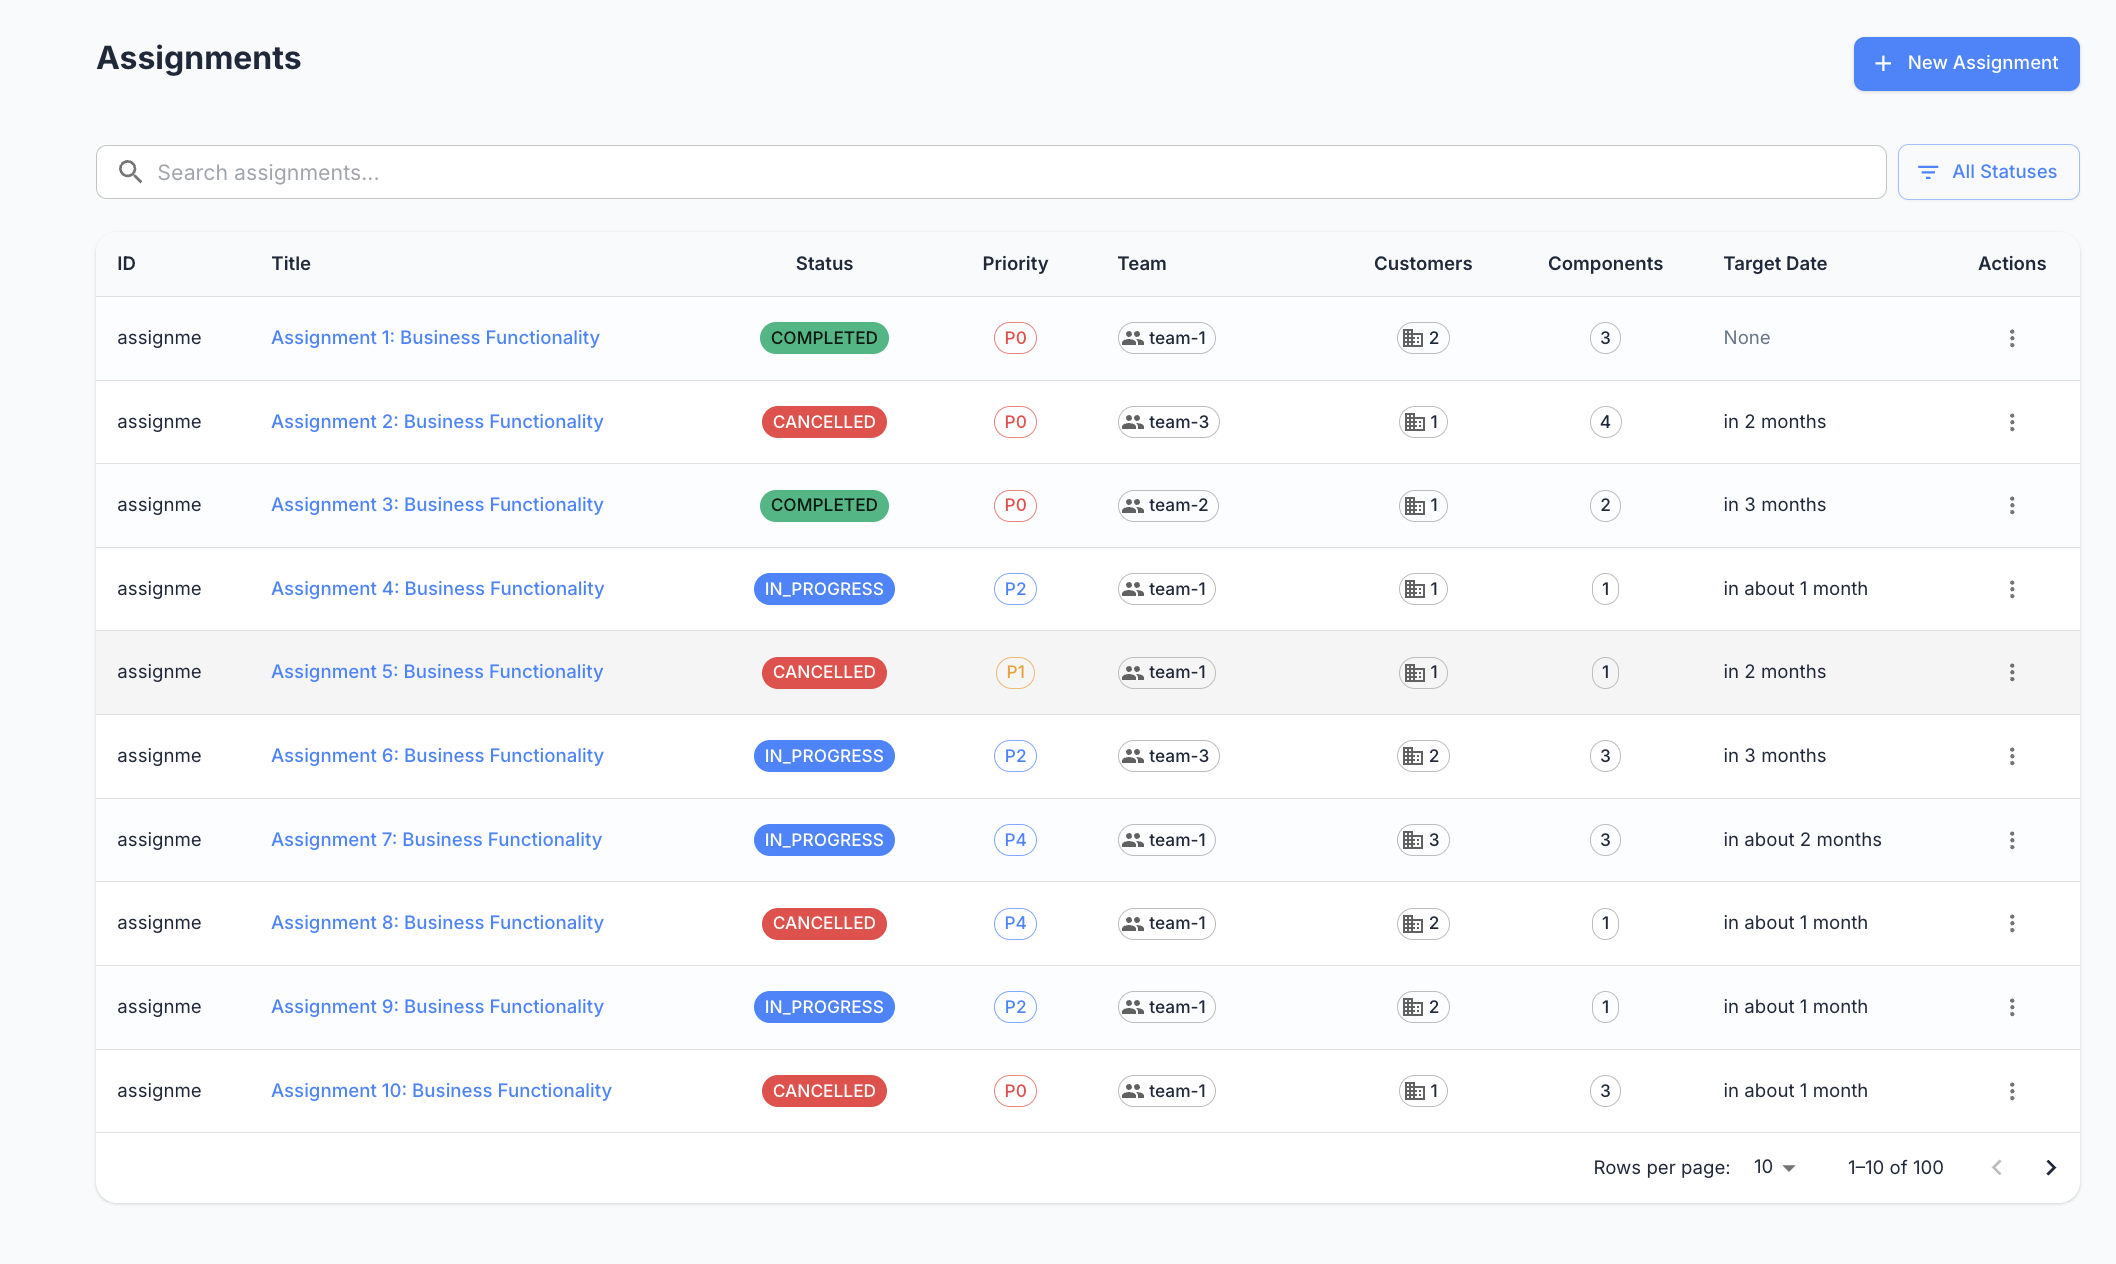 Assignments
New Assignment
Search assignments...
All Statuses
ID Title Status Priority Team Customers Components Target Date Actions
assignme Assignment 1: Business Functionality COMPLETED P0 team-1 2 3 None
assignme Assignment 2: Business Functionality CANCELLED P0 team-3 1 4 in 2 months
assignme Assignment 3: Business Functionality COMPLETED P0 team-2 1 2 in 3 months
assignme Assignment 4: Business Functionality IN_PROGRESS P2 team-1 1 1 in about 1 month
assignme Assignment 5: Business Functionality CANCELLED P1 team-1 1 1 in 2 months
assignme Assignment 6: Business Functionality IN_PROGRESS P2 team-3 2 3 in 3 months
assignme Assignment 7: Business Functionality IN_PROGRESS P4 team-1 3 3 in about 2 months
assignme Assignment 8: Business Functionality CANCELLED P4 team-1 2 1 in about 1 month
assignme Assignment 9: Business Functionality IN_PROGRESS P2 team-1 2 1 in about 1 month
assignme Assignment 10: Business Functionality CANCELLED P0 team-1 1 3 in about 1 month
Rows per page: 10 1–10 of 100